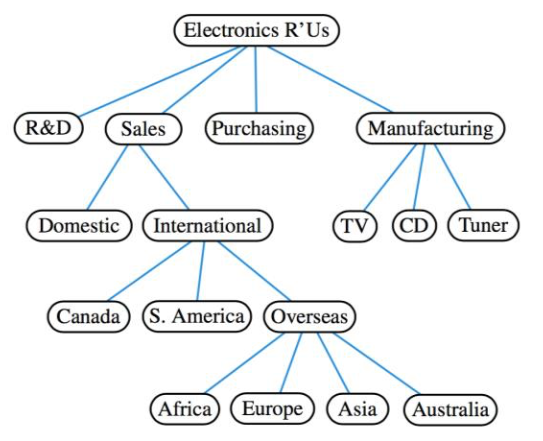 Electronics R'Us
R&D Sales Purchasing Manufacturing
Domestic International TV CD Tuner
Canada S. America Overseas
Africa Europe Asia Australia